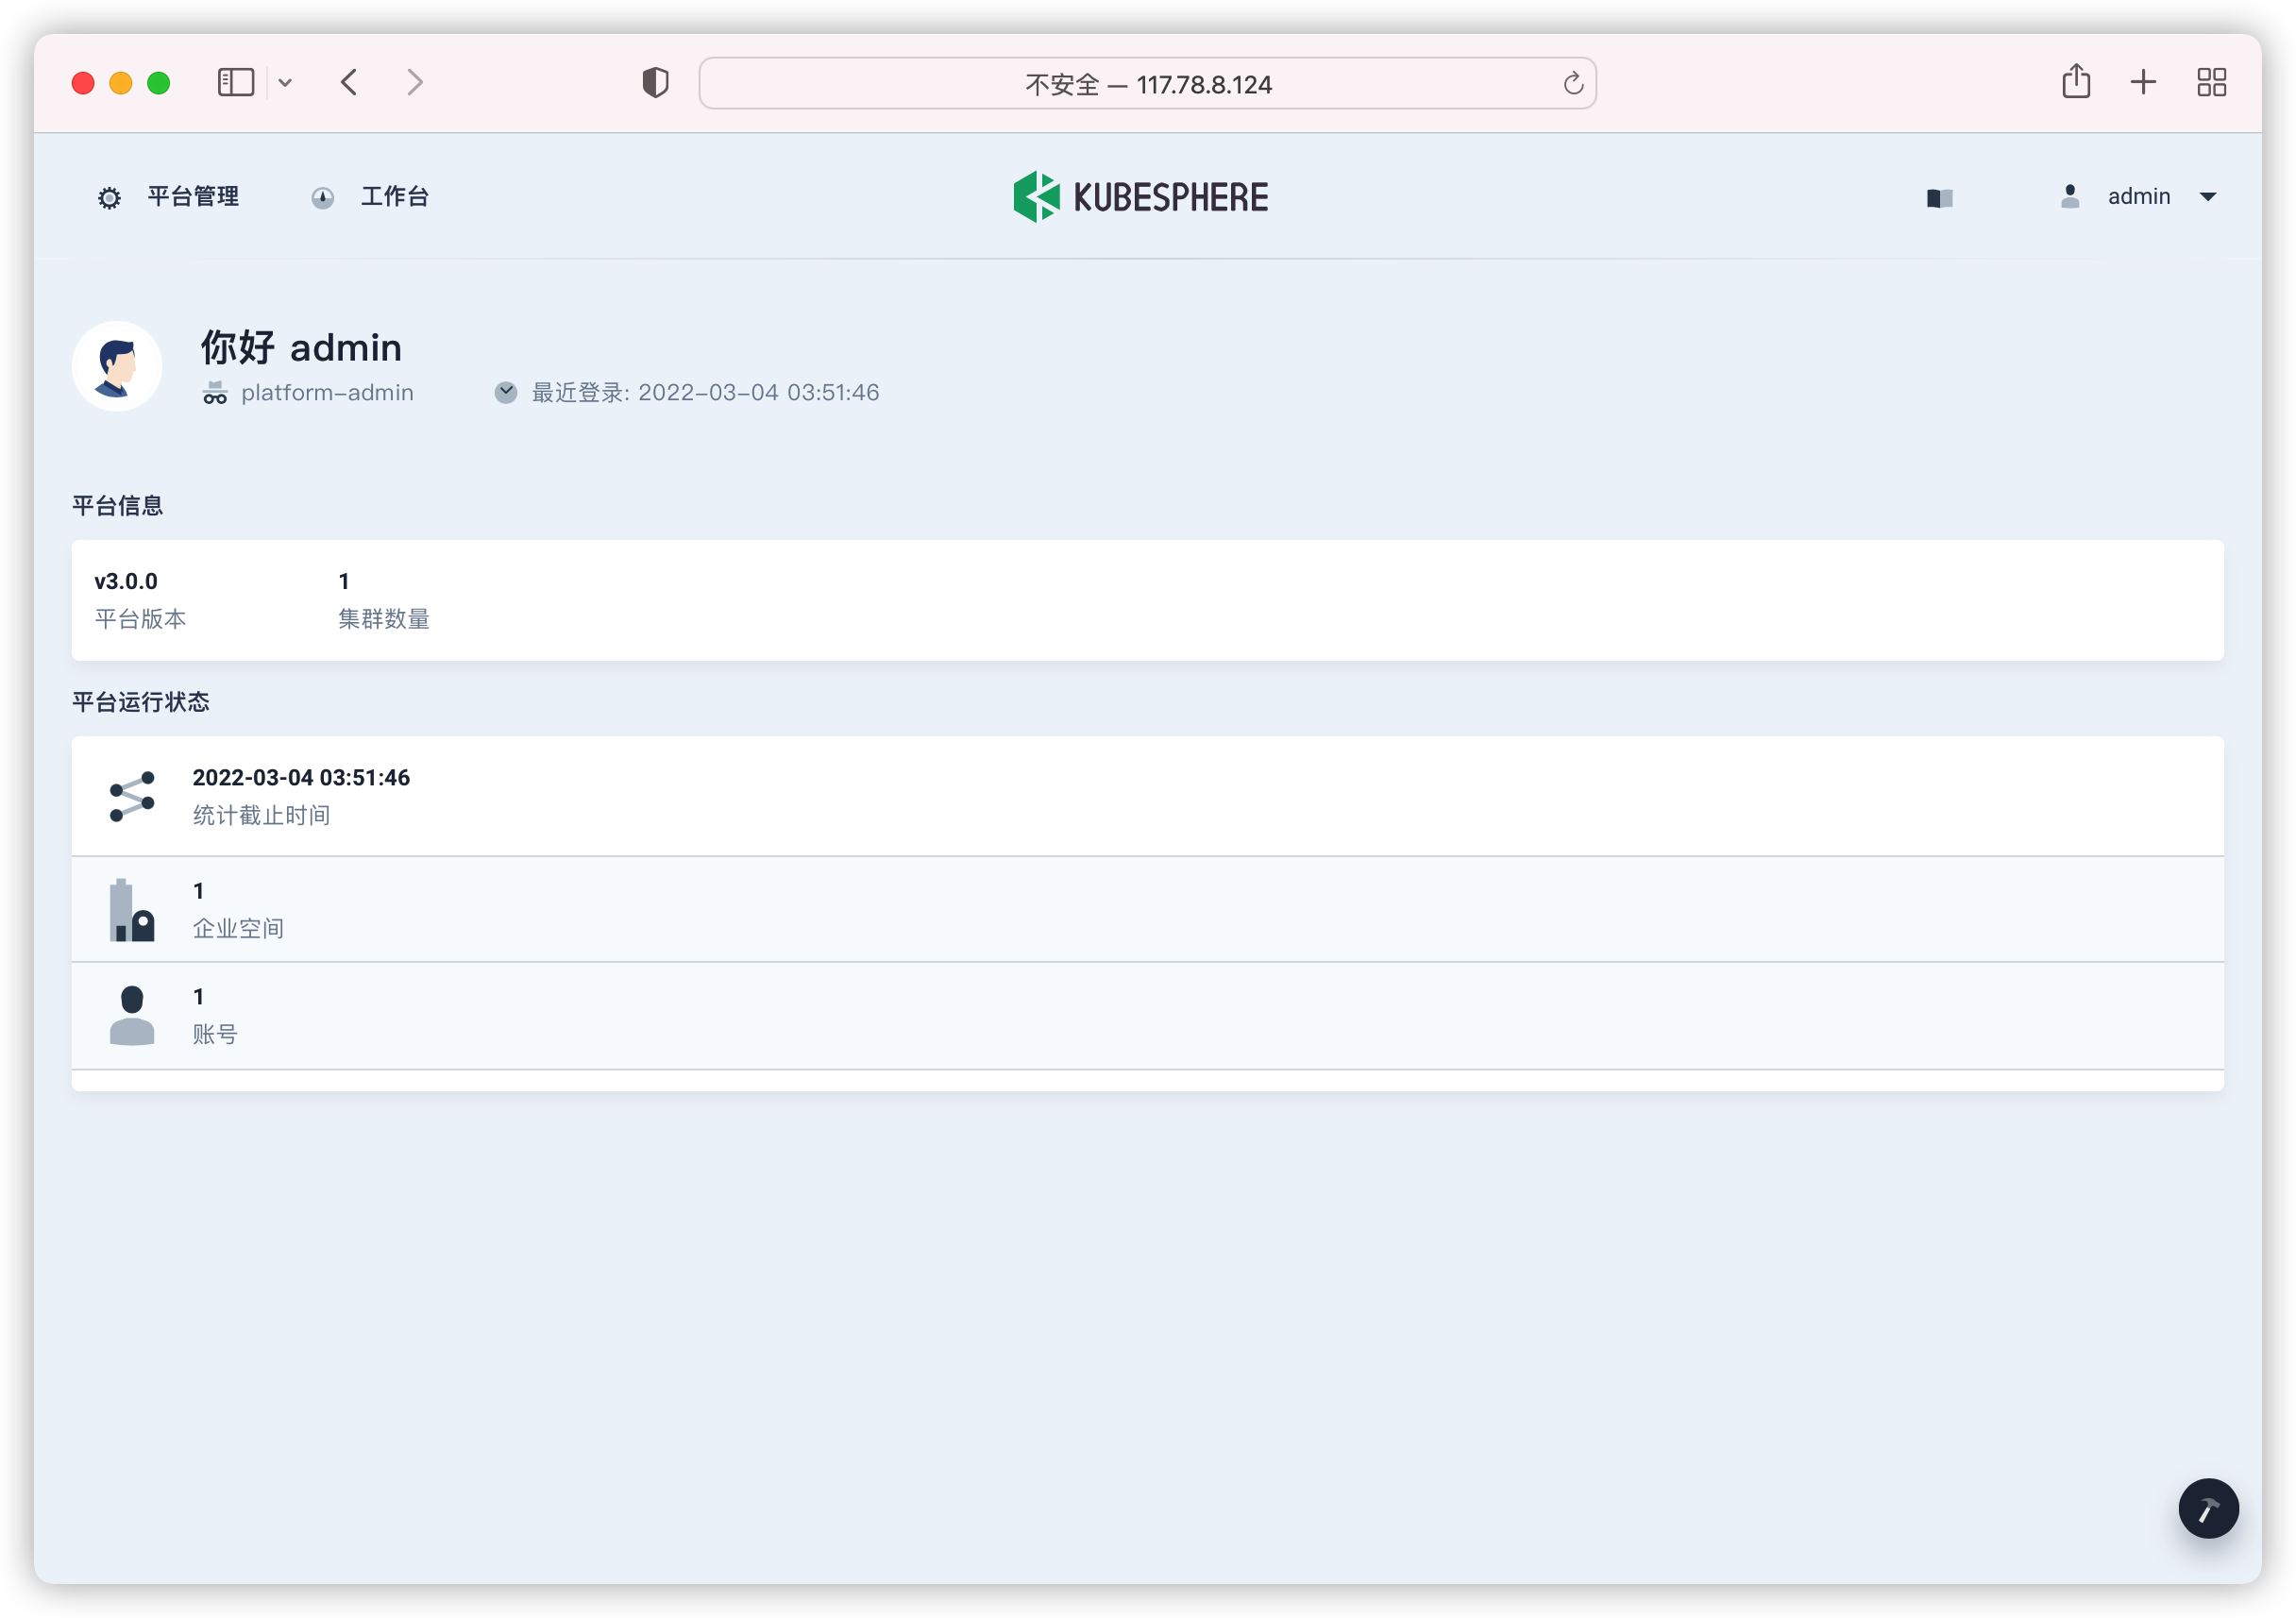 不安全 — 117.78.8.124
平台管理 工作台 KUBESPHERE admin
你好 admin
platform-admin 最近登录: 2022-03-04 03:51:46
平台信息
v3.0.0 1
平台版本 集群数量
平台运行状态
2022-03-04 03:51:46
统计截止时间
1
企业空间
1
账号